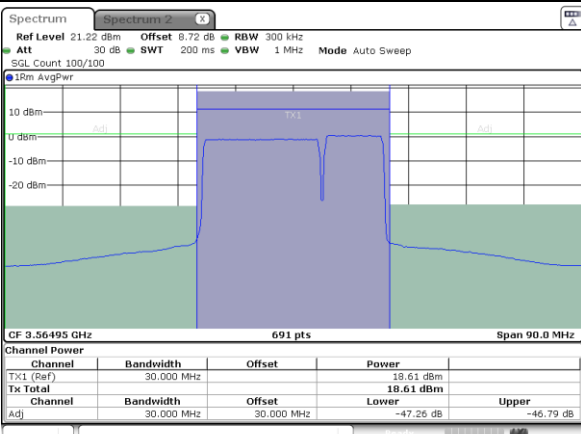 Spectrum Spectrum 2 X
Ref Level 21.22 dBm Offset 8.72 dB RBW 300 kHz
Att 30 dB SWT 200 ms VBW 1 MHz Mode Auto Sweep
SGL Count 100/100
1Rm AvgPwr
10 dBm
TX1
Adj Adj
0 dBm
-10 dBm
-20 dBm
CF 3.56495 GHz 691 pts Span 90.0 MHz
Channel Power
Channel Bandwidth Offset Power
TX1 (Ref) 30.000 MHz 18.61 dBm
Tx Total 18.61 dBm
Channel Bandwidth Offset Lower Upper
Adj 30.000 MHz 30.000 MHz -47.26 dB -46.79 dB